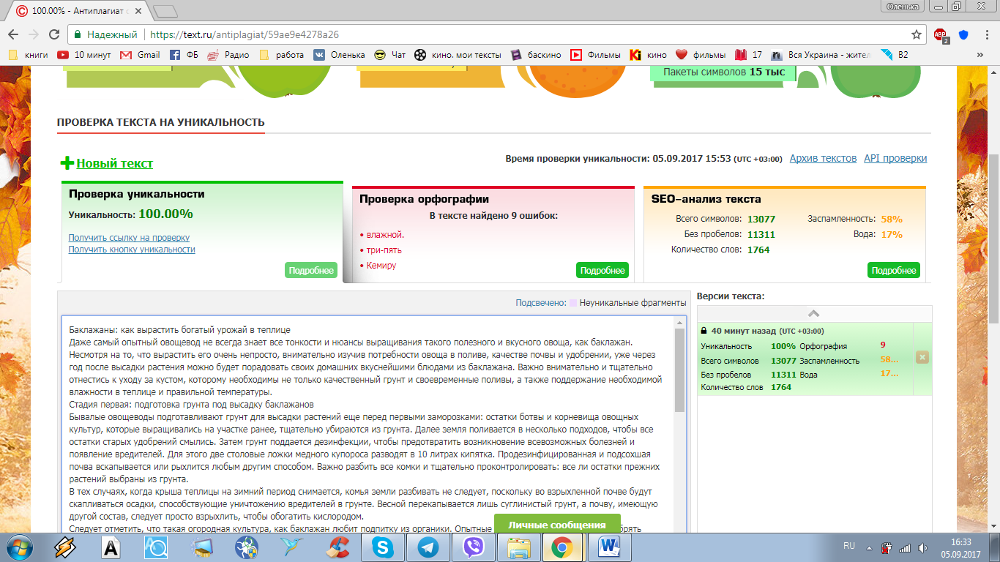 100.00% - Антиплагиат
Оленька
Надежный
https://text.ru/antiplagiat/59ae9e4278a26
ABP
2
книги
10 минут
Gmail
ФБ
Радио
работа
Оленька
Чат
кино. мои тексты
баскино
Фильмы
кино
фильмы
17
Вся Украина - жител
B2
»
Пакеты символов 15 тыс
ПРОВЕРКА ТЕКСТА НА УНИКАЛЬНОСТЬ
Новый текст
Время проверки уникальности: 05.09.2017 15:53 (UTC +03:00) Архив текстов API проверки
Проверка уникальности
Уникальность: 100.00%
Получить ссылку на проверку
Получить кнопку уникальности
Подробнее
Проверка орфографии
В тексте найдено 9 ошибок:
• влажной.
• три-пять
• Кемиру
Подробнее
SEO-анализ текста
Всего символов: 13077 Заспамленность: 58%
Без пробелов: 11311 Вода: 17%
Количество слов: 1764
Подробнее
Подсвечено: Неуникальные фрагменты
Баклажаны: как вырастить богатый урожай в теплице
Даже самый опытный овощевод не всегда знает все тонкости и нюансы выращивания такого полезного и вкусного овоща, как баклажан.
Несмотря на то, что вырастить его очень непросто, внимательно изучив потребности овоща в поливе, качестве почвы и удобрении, уже через
год после высадки растения можно будет порадовать своих домашних вкуснейшими блюдами из баклажана. Важно внимательно и тщательно
отнестись к уходу за кустом, которому необходимы не только качественный грунт и своевременные поливы, а также поддержание необходимой
влажности в теплице и правильной температуры.
Стадия первая: подготовка грунта под высадку баклажанов
Бывалые овощеводы подготавливают грунт для высадки растений еще перед первыми заморозками: остатки ботвы и корневища овощных
культур, которые выращивались на участке ранее, тщательно убираются из грунта. Далее земля поливается в несколько подходов, чтобы все
остатки старых удобрений смылись. Затем грунт поддается дезинфекции, чтобы предотвратить возникновение всевозможных болезней и
появление вредителей. Для этого две столовые ложки медного купороса разводят в 10 литрах кипятка. Продезинфицированная и подсохшая
почва вскапывается или рыхлится любым другим способом. Важно разбить все комки и тщательно проконтролировать: все ли остатки прежних
растений выбраны из грунта.
В тех случаях, когда крыша теплицы на зимний период снимается, комья земли разбивать не следует, поскольку во взрыхленной почве будут
скапливаться осадки, способствующие уничтожению вредителей в грунте. Весной перекапывается лишь суглинистый грунт, а почву, имеющую
другой состав, следует просто взрыхлить, чтобы обогатить кислородом.
Следует отметить, что такая огородная культура, как баклажан любит подпитку из органики. Опытные
Версии текста:
40 минут назад (UTC +03:00)
Уникальность 100% Орфография 9
Всего символов 13077 Заспамленность 58...
Без пробелов 11311 Вода 17...
Количество слов 1764
Личные сообщения
RU
16:33
05.09.2017